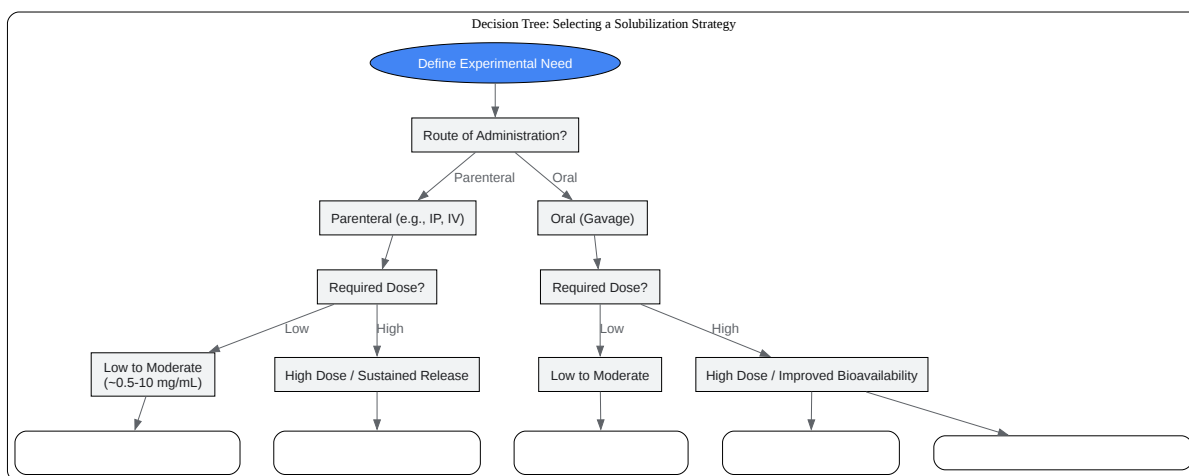 Decision Tree: Selecting a Solubilization Strategy
Define Experimental Need
Route of Administration?
Parenteral
Oral
Parenteral (e.g., IP, IV)
Oral (Gavage)
Required Dose?
Required Dose?
Low
High
Low
High
Low to Moderate
(~0.5-10 mg/mL)
High Dose / Sustained Release
Low to Moderate
High Dose / Improved Bioavailability